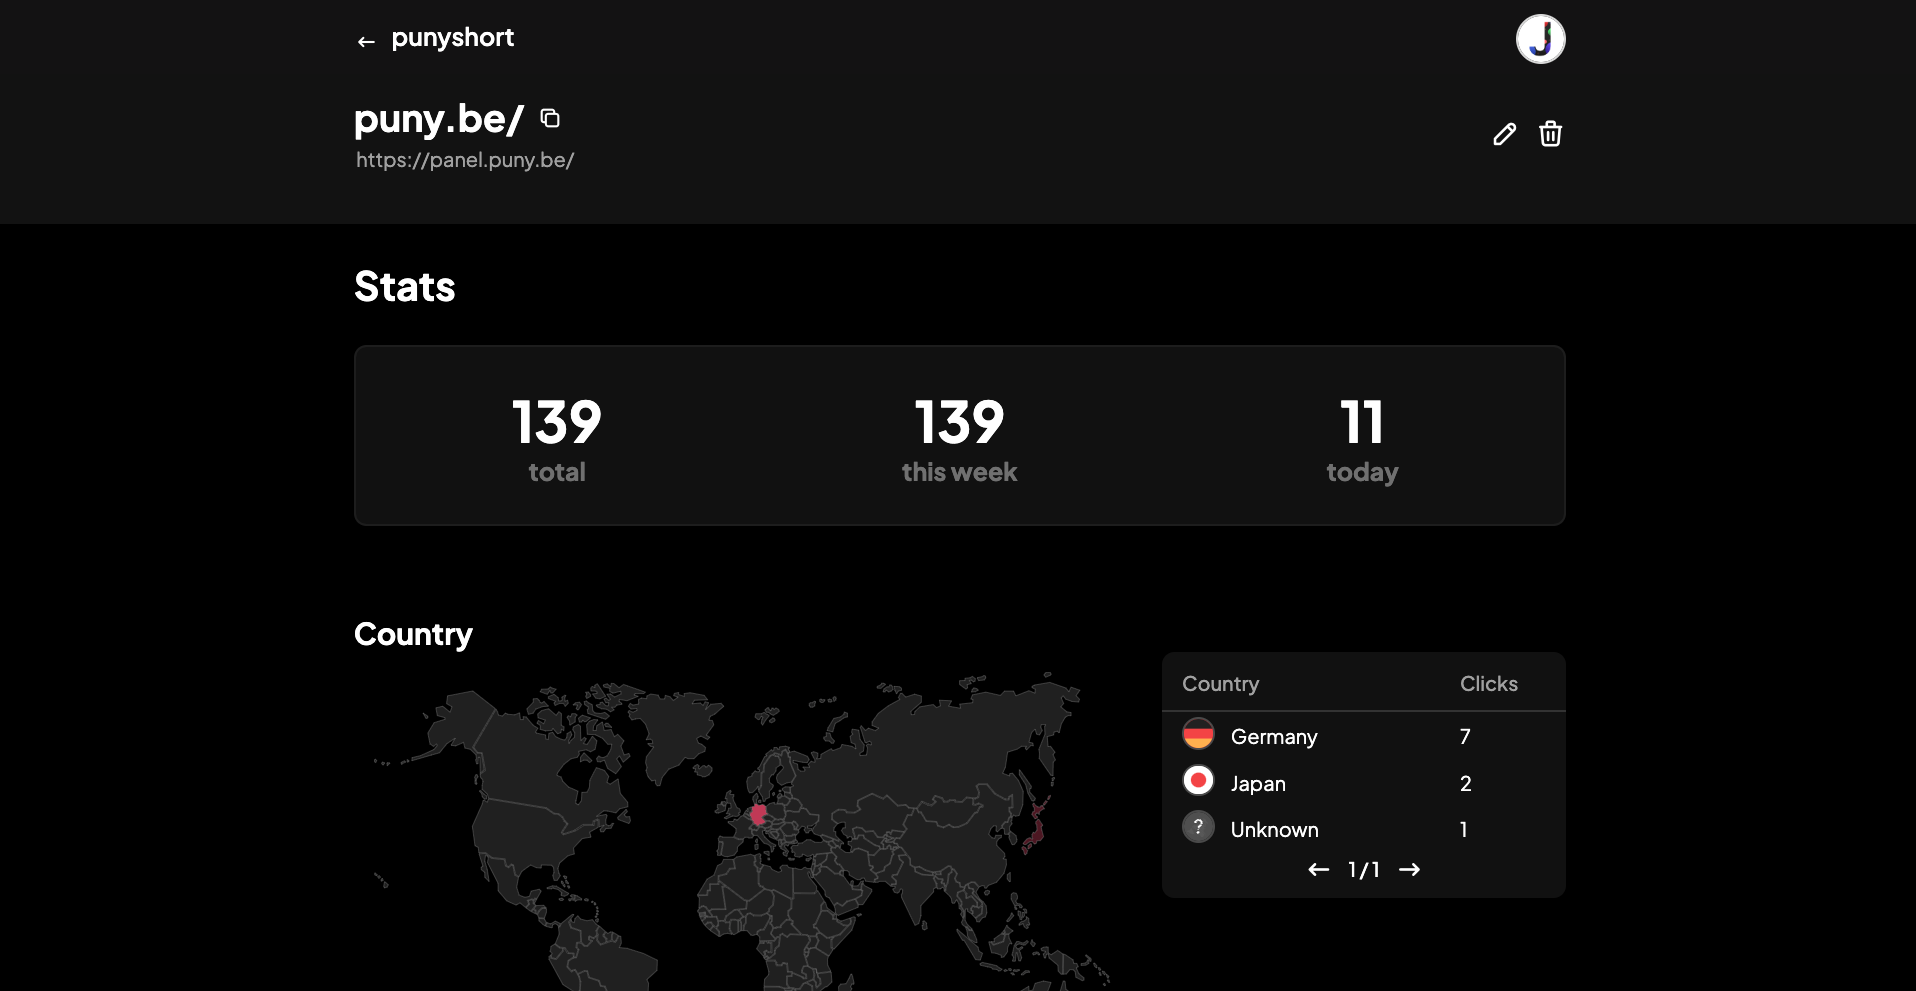 ← punyshort
J
puny.be/
https://panel.puny.be/
Stats
139 139 11
total this week today
Country
Country Clicks
Germany 7
Japan 2
? Unknown 1
← 1/1 →